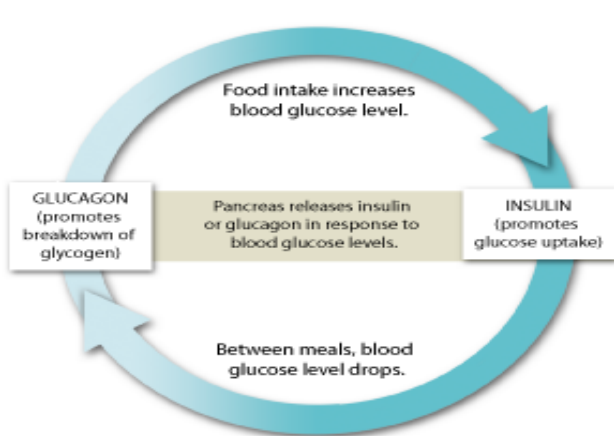 Food intake increases
blood glucose level.
GLUCAGON
(promotes
breakdown of
glycogen)
Pancreas releases insulin
or glucagon in response to
blood glucose levels.
INSULIN
(promotes
glucose uptake)
Between meals, blood
glucose level drops.